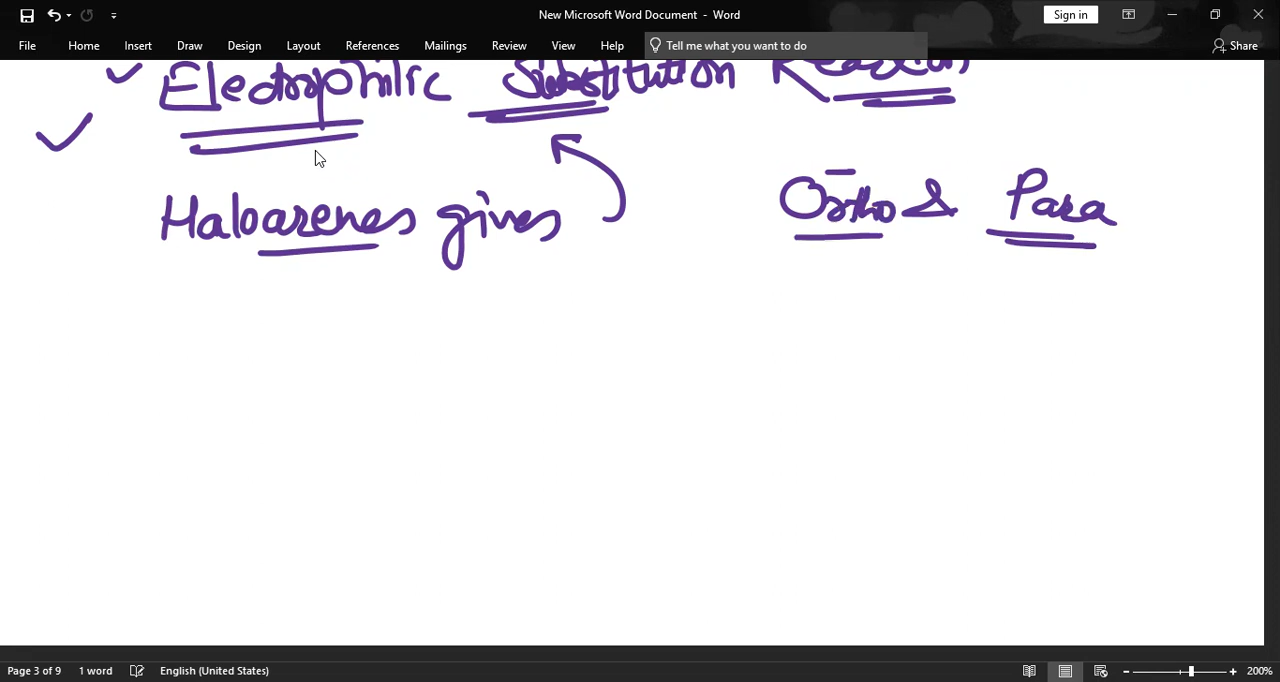 New Microsoft Word Document - Word
Sign in
File Home Insert Draw Design Layout References Mailings Review View Help Tell me what you want to do Share
Electrophilic Substitution Reaction
Haloarenes gives Ortho & Para
Page 3 of 9 1 word English (United States) 200%